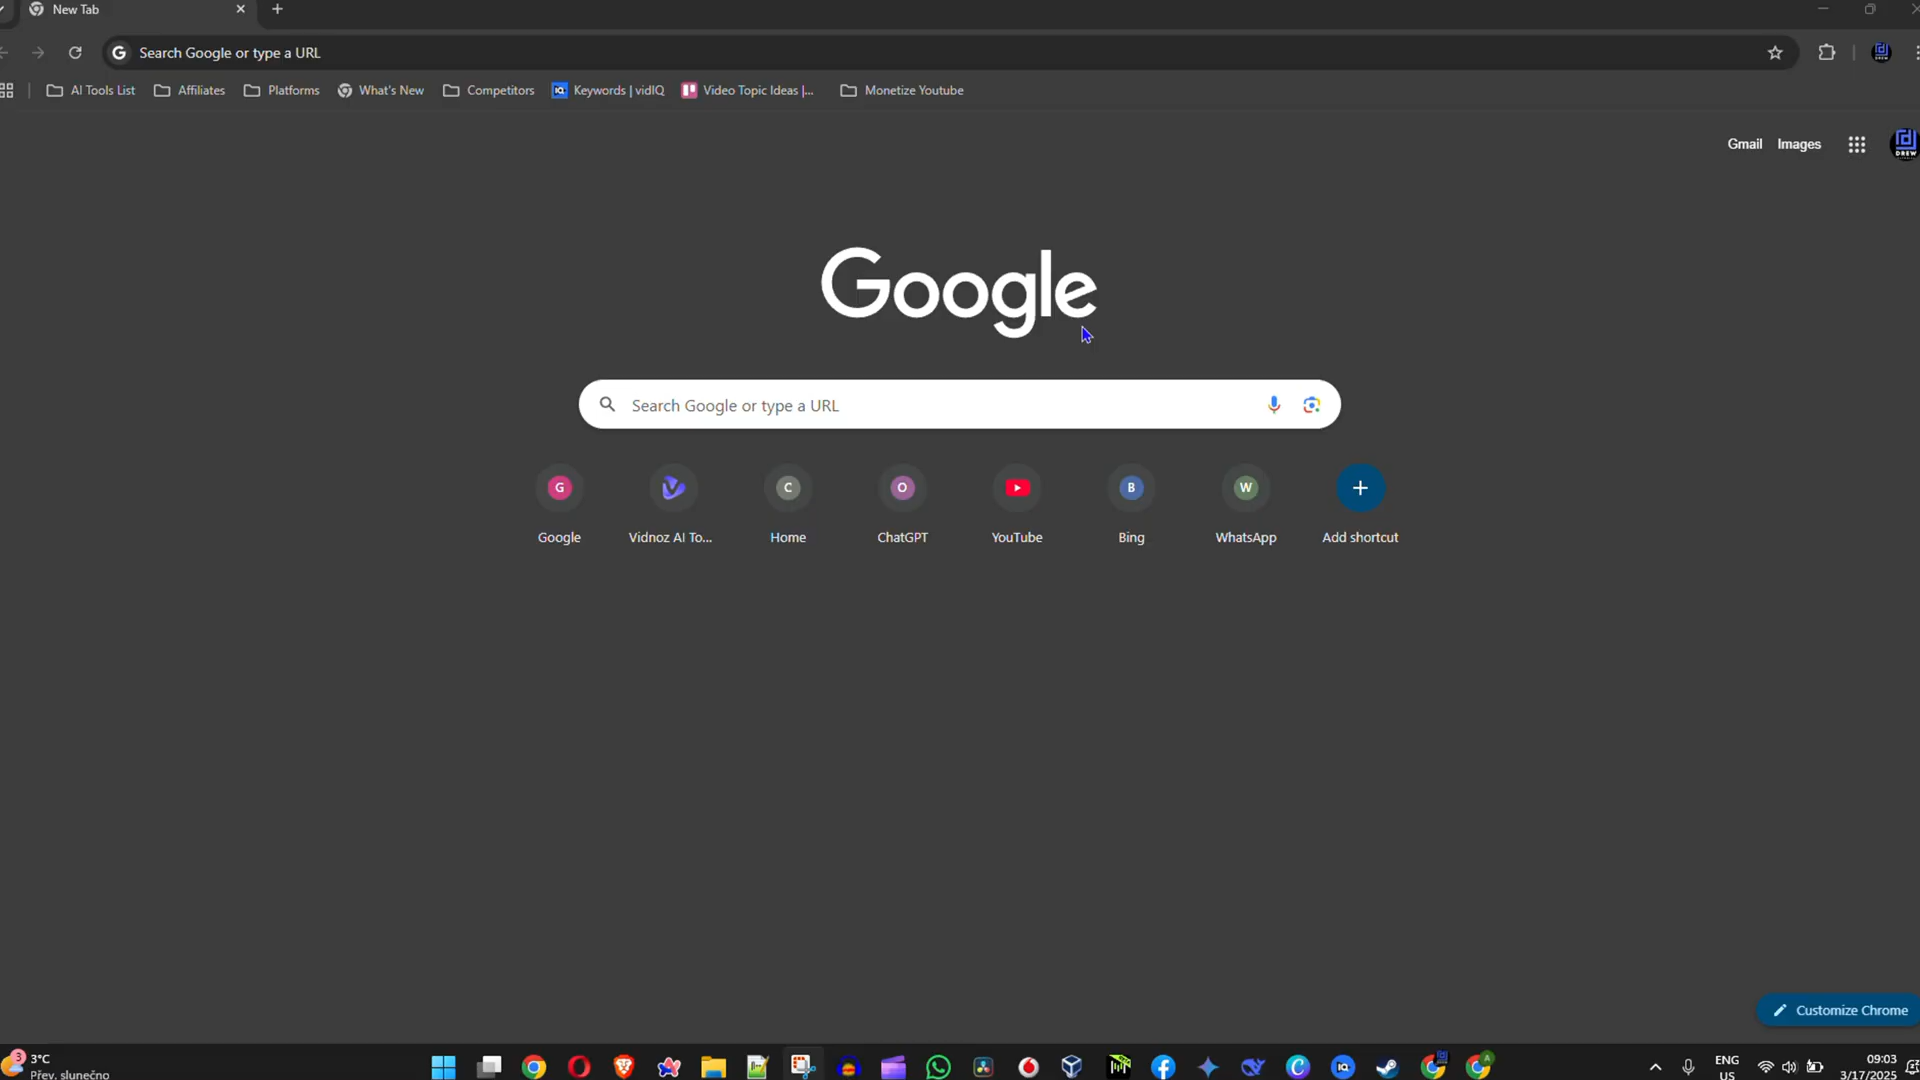 New Tab
Search Google or type a URL
AI Tools List
Affiliates
Platforms
What's New
Competitors
Keywords | vidIQ
Video Topic Ideas |...
Monetize Youtube
Gmail
Images
DREW
Google
Search Google or type a URL
G
C
O
B
W
Google
Vidnoz AI To...
Home
ChatGPT
YouTube
Bing
WhatsApp
Add shortcut
Customize Chrome
3
3°C
Přev. slunečno
ENG
US
09:03
3/17/2025